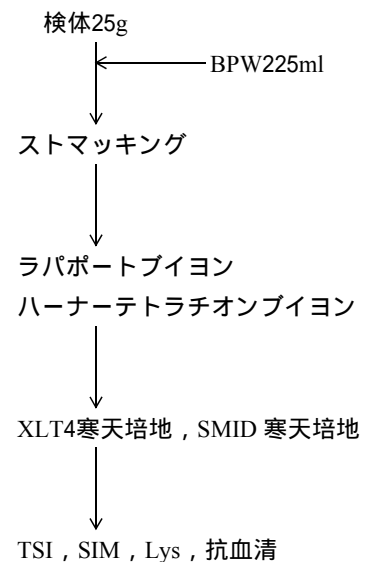 検体25g
BPW225ml
ストマッキング
ラパポートブイヨン
ハーナーテトラチオンブイヨン
XLT4寒天培地，SMID 寒天培地
TSI，SIM，Lys，抗血清